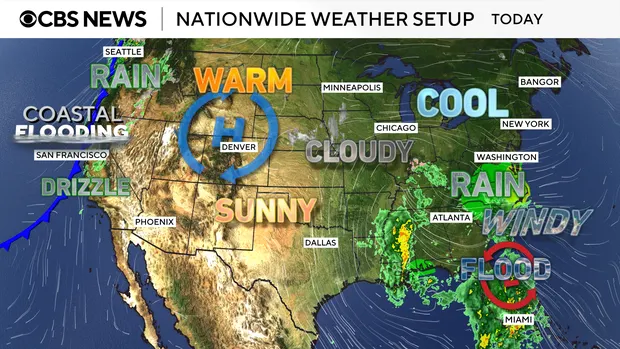 CBS NEWS
NATIONWIDE WEATHER SETUP
TODAY
SEATTLE
RAIN
WARM
MINNEAPOLIS
BANGOR
COOL
COASTAL
FLOODING
H
CHICAGO
NEW YORK
DENVER
CLOUDY
SAN FRANCISCO
WASHINGTON
DRIZZLE
RAIN
SUNNY
PHOENIX
ATLANTA
WINDY
DALLAS
FLOOD
L
MIAMI